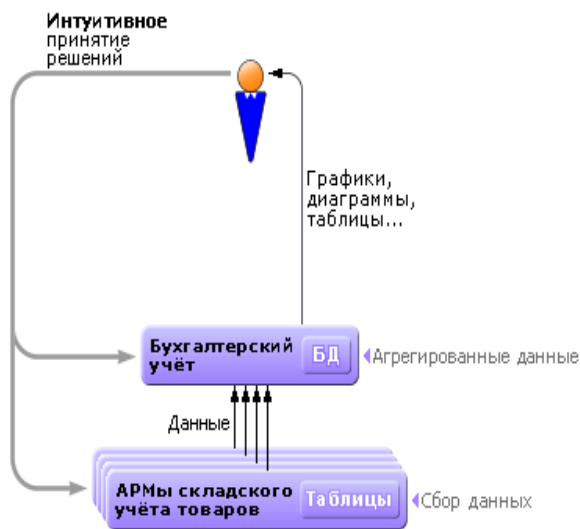 Интуитивное
принятие
решений
Графики,
диаграммы,
таблицы...
Бухгалтерский
учёт
БД
Агрегированные данные
Данные
АРМы складского
учёта товаров
Таблицы
Сбор данных